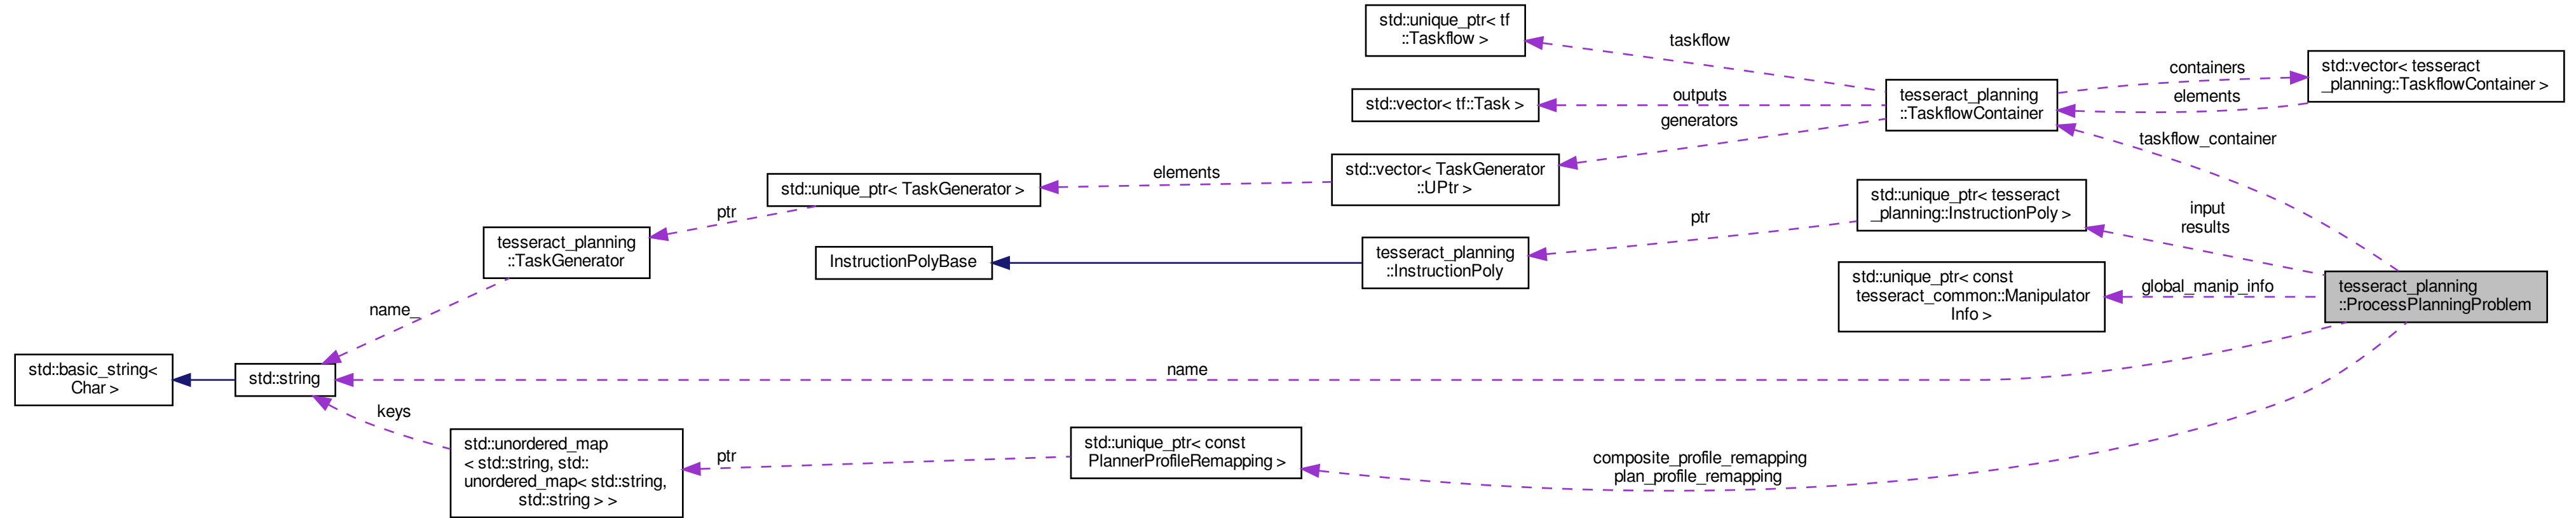 std::unique_ptr< tf
::Taskflow >
taskflow
std::vector< tesseract
_planning::TaskflowContainer >
containers
elements
tesseract_planning
::TaskflowContainer
std::vector< tf::Task >
outputs
generators
taskflow_container
std::vector< TaskGenerator
::UPtr >
elements
std::unique_ptr< TaskGenerator >
ptr
tesseract_planning
::TaskGenerator
std::unique_ptr< tesseract
_planning::InstructionPoly >
input
results
ptr
tesseract_planning
::InstructionPoly
InstructionPolyBase
std::unique_ptr< const
tesseract_common::Manipulator
Info >
global_manip_info
tesseract_planning
::ProcessPlanningProblem
name_
std::basic_string<
Char >
std::string
name
keys
std::unordered_map
< std::string, std::
unordered_map< std::string,
std::string > >
ptr
std::unique_ptr< const
PlannerProfileRemapping >
composite_profile_remapping
plan_profile_remapping